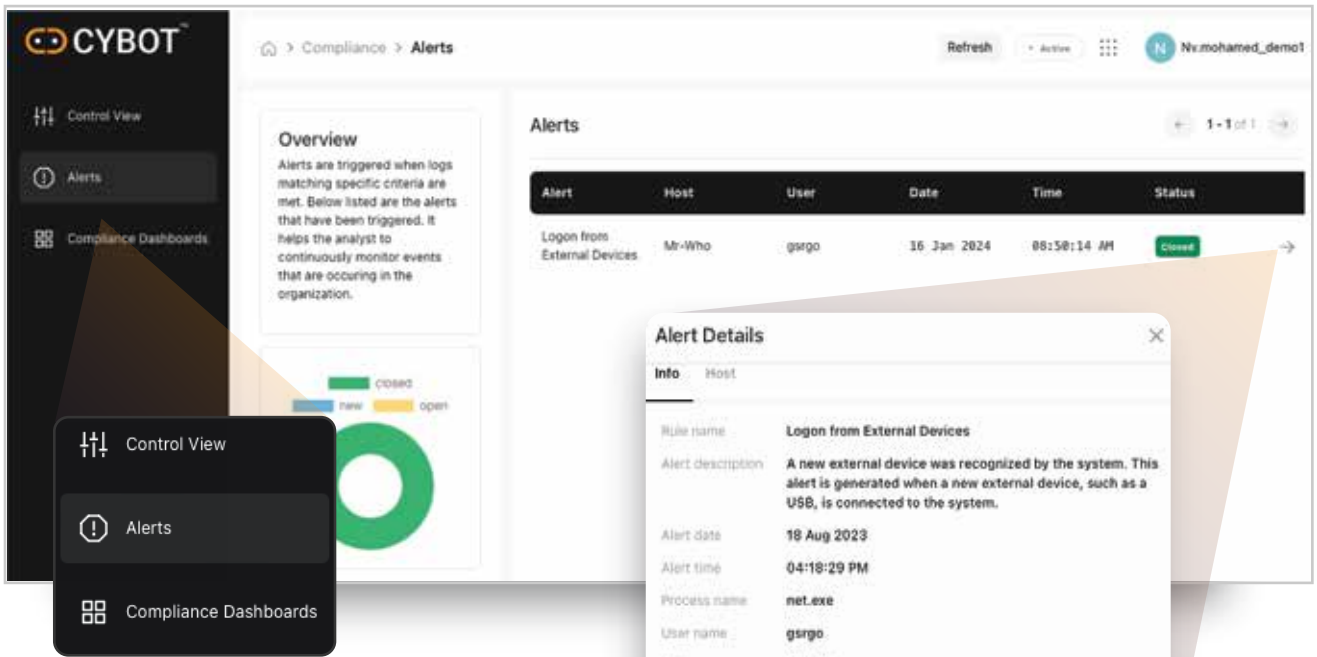 CYBOT™
Control View
Alerts
Compliance Dashboards
> Compliance > Alerts
Refresh
• Active
N
Nv.mohamed_demo1
Overview
Alerts are triggered when logs
matching specific criteria are
met. Below listed are the alerts
that have been triggered. It
helps the analyst to
continuously monitor events
that are occuring in the
organization.
closed
new
open
Alerts
1 - 1 of 1
Alert Host User Date Time Status
Logon from
External Devices
Mr-Who gsrgo 16 Jan 2024 08:50:14 AM Closed
Control View
Alerts
Compliance Dashboards
Alert Details
Info Host
Rule name Logon from External Devices
Alert description A new external device was recognized by the system. This
alert is generated when a new external device, such as a
USB, is connected to the system.
Alert date 18 Aug 2023
Alert time 04:18:29 PM
Process name net.exe
User name gsrgo